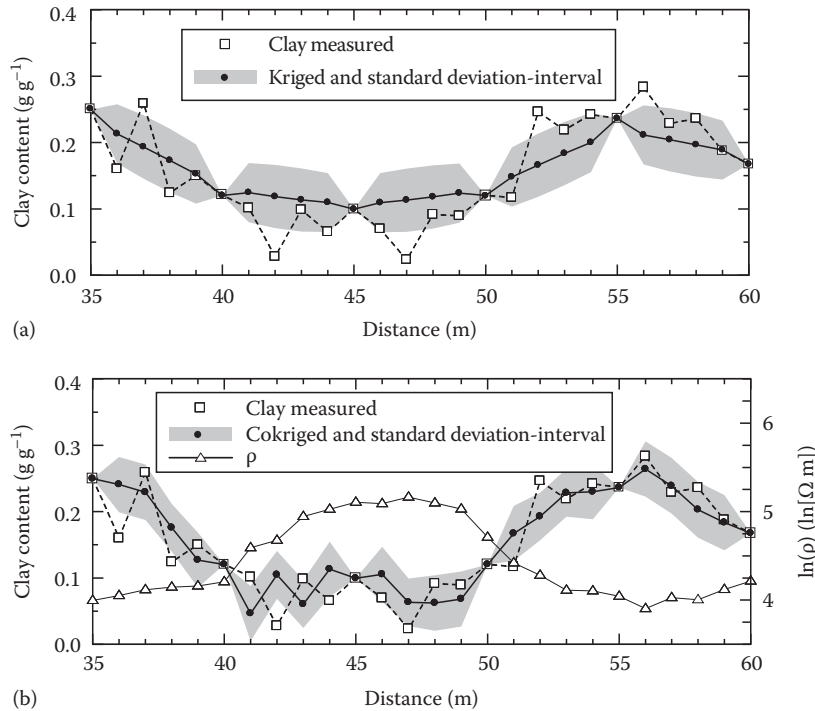 0.4
0.3
0.2
0.1
0.0
Clay content (g g⁻¹)
Clay measured
Kriged and standard deviation-interval
35 40 45 50 55 60
(a)
Distance (m)
0.4
0.3
0.2
0.1
0.0
Clay content (g g⁻¹)
Clay measured
Cokriged and standard deviation-interval
ρ
6
5
4
ln(ρ) (ln[Ω m])
35 40 45 50 55 60
(b)
Distance (m)